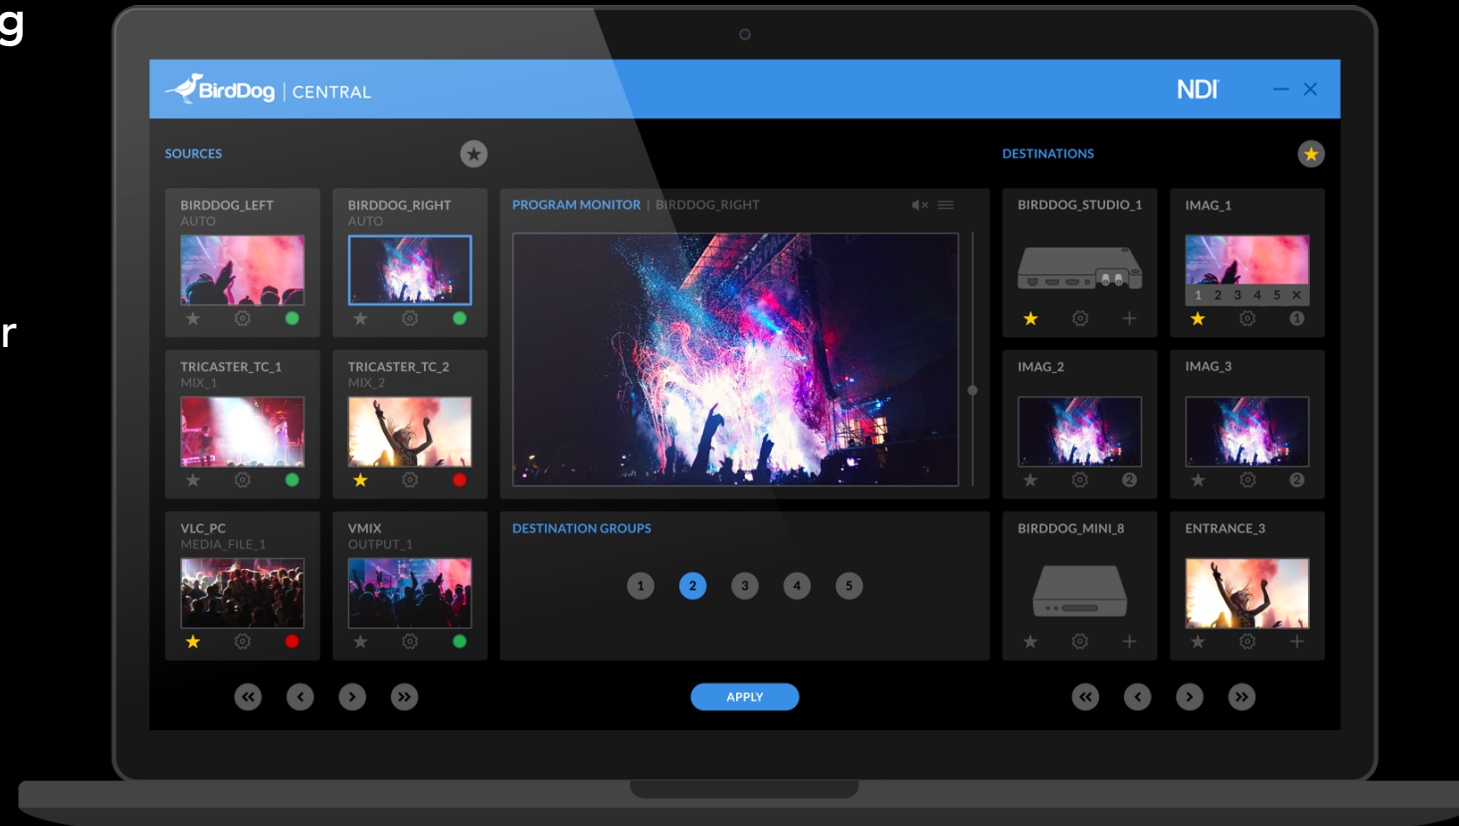 g
r
BirdDog | CENTRAL
NDI
SOURCES
DESTINATIONS
BIRDDOG_LEFT
AUTO
BIRDDOG_RIGHT
AUTO
PROGRAM MONITOR | BIRDDOG_RIGHT
BIRDDOG_STUDIO_1
IMAG_1
1 2 3 4 5 ×
1
TRICASTER_TC_1
MIX_1
TRICASTER_TC_2
MIX_2
IMAG_2
2
IMAG_3
2
VLC_PC
MEDIA_FILE_1
VMIX
OUTPUT_1
DESTINATION GROUPS
1 2 3 4 5
BIRDDOG_MINI_8
ENTRANCE_3
APPLY